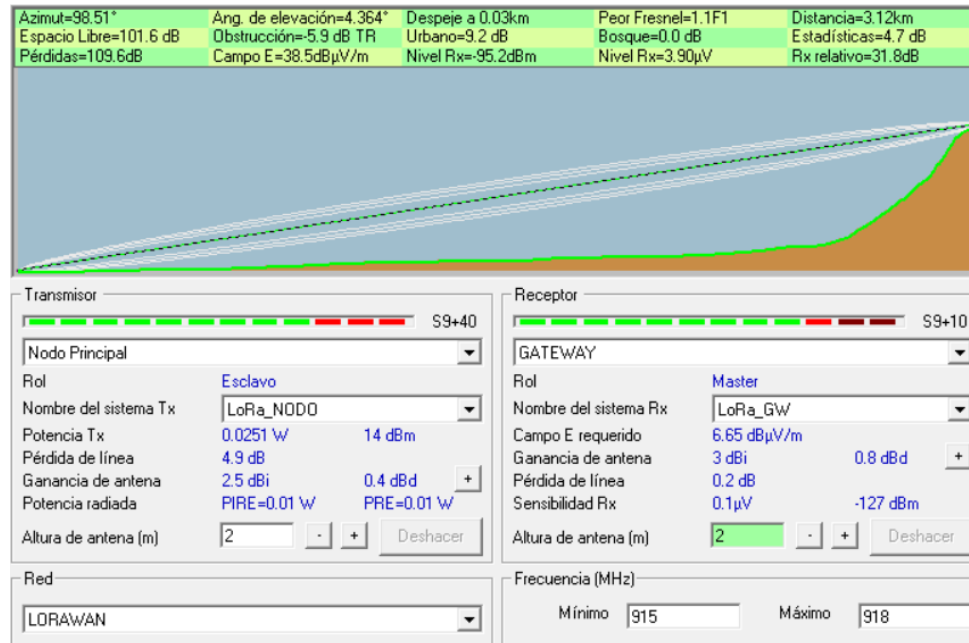 Azimut=98.51° Ang. de elevación=4.364° Despeje a 0.03km Peor Fresnel=1.1F1 Distancia=3.12km
Espacio Libre=101.6 dB Obstrucción=-5.9 dB TR Urbano=9.2 dB Bosque=0.0 dB Estadísticas=4.7 dB
Pérdidas=109.6dB Campo E=38.5dBµV/m Nivel Rx=-95.2dBm Nivel Rx=3.90µV Rx relativo=31.8dB
Transmisor
S9+40
Nodo Principal
Rol Esclavo
Nombre del sistema Tx LoRa_NODO
Potencia Tx 0.0251 W 14 dBm
Pérdida de línea 4.9 dB
Ganancia de antena 2.5 dBi 0.4 dBd +
Potencia radiada PIRE=0.01 W PRE=0.01 W
Altura de antena (m) 2 - + Deshacer
Receptor
S9+10
GATEWAY
Rol Master
Nombre del sistema Rx LoRa_GW
Campo E requerido 6.65 dBµV/m
Ganancia de antena 3 dBi 0.8 dBd +
Pérdida de línea 0.2 dB
Sensibilidad Rx 0.1µV -127 dBm
Altura de antena (m) 2 - + Deshacer
Red
LORAWAN
Frecuencia (MHz)
Mínimo 915 Máximo 918